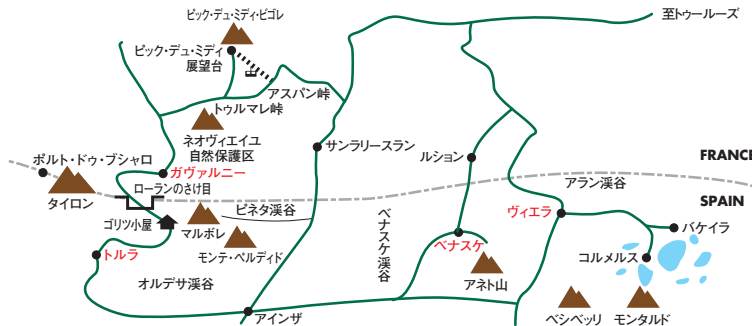 ピック・デュ・ミディ・ビゴレ
至トゥールーズ
ピック・デュ・ミディ
展望台
アスパン峠
トゥルマレ峠
ネオヴィエイユ
自然保護区
サンラリースラン
ルション
ポルト・ドゥ・ブシャロ
ガヴァルニー
FRANCE
タイロン
ローランのさけ目
アラン渓谷
SPAIN
ピネタ渓谷
ゴリツ小屋
マルボレ
ヴィエラ
バケイラ
トルラ
モンテ・ペルディド
ベナスケ渓谷
ベナスケ
コルメルス
オルデサ渓谷
アネト山
アインザ
ベシベッリ
モンタルド